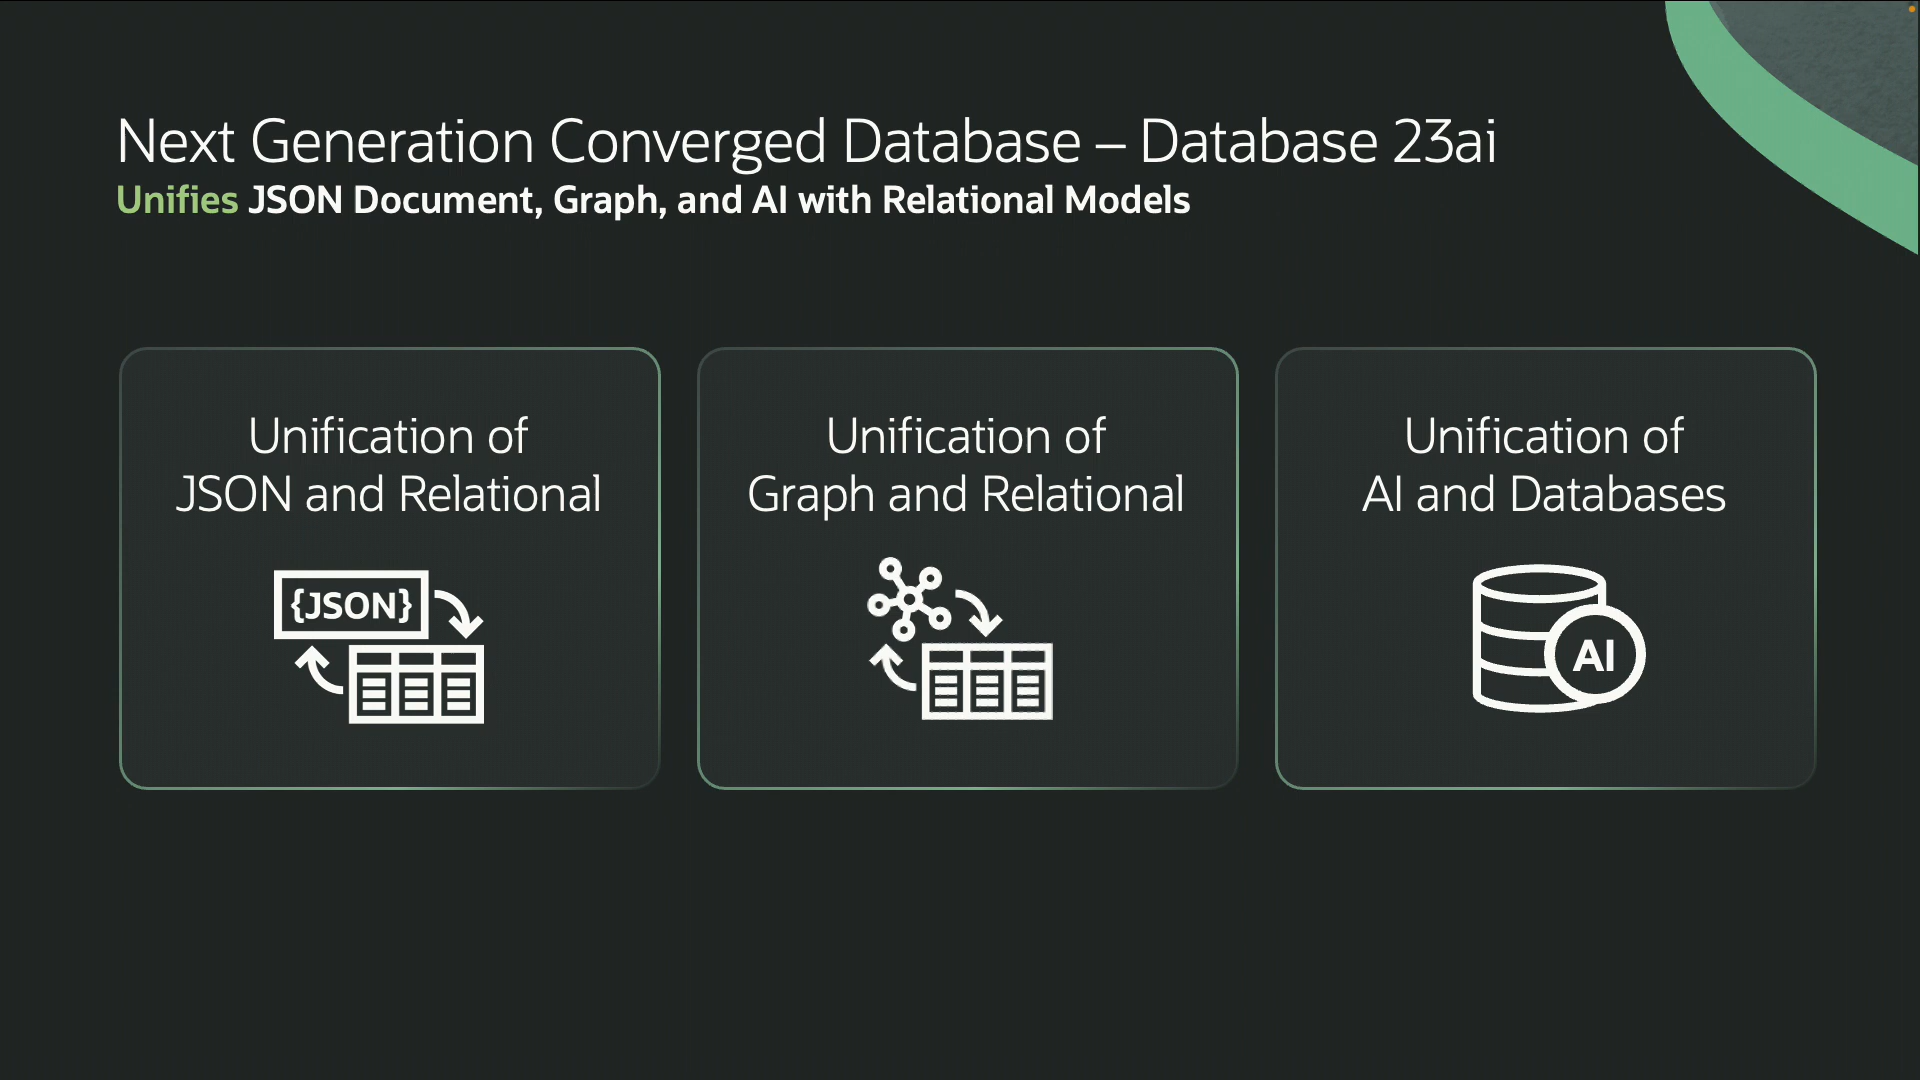 Next Generation Converged Database – Database 23ai
Unifies JSON Document, Graph, and AI with Relational Models
Unification of
JSON and Relational
{JSON}
Unification of
Graph and Relational
Unification of
AI and Databases
AI